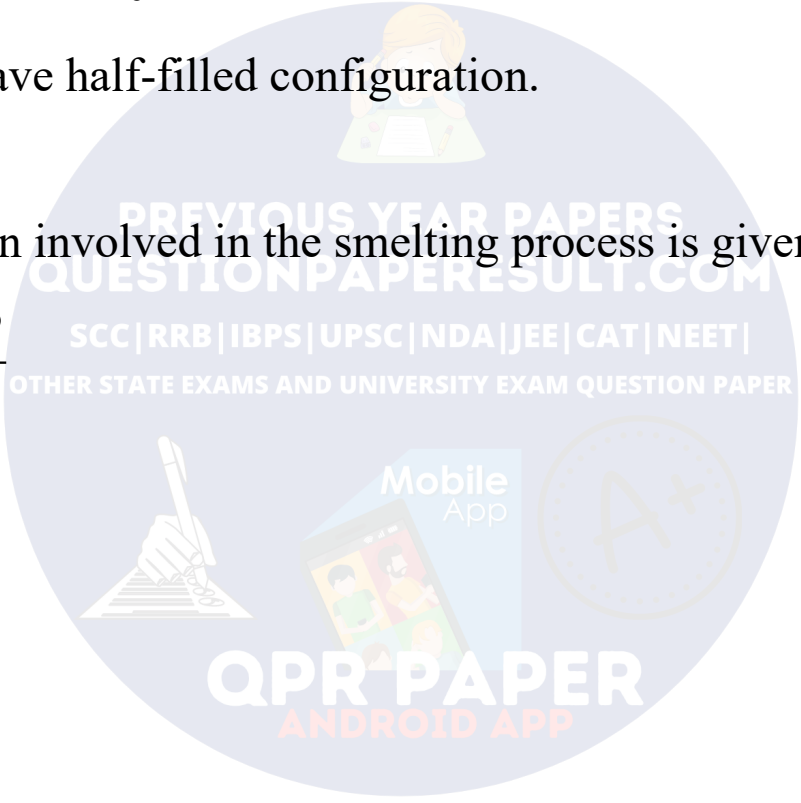 ave half-filled configuration.
PREVIOUS YEAR PAPERS
n involved in the smelting process is given
QUESTIONPAPERESULT.COM
SCC|RRB|IBPS|UPSC|NDA|JEE|CAT|NEET|
OTHER STATE EXAMS AND UNIVERSITY EXAM QUESTION PAPER
Mobile
App
A+
QPR PAPER
ANDROID APP